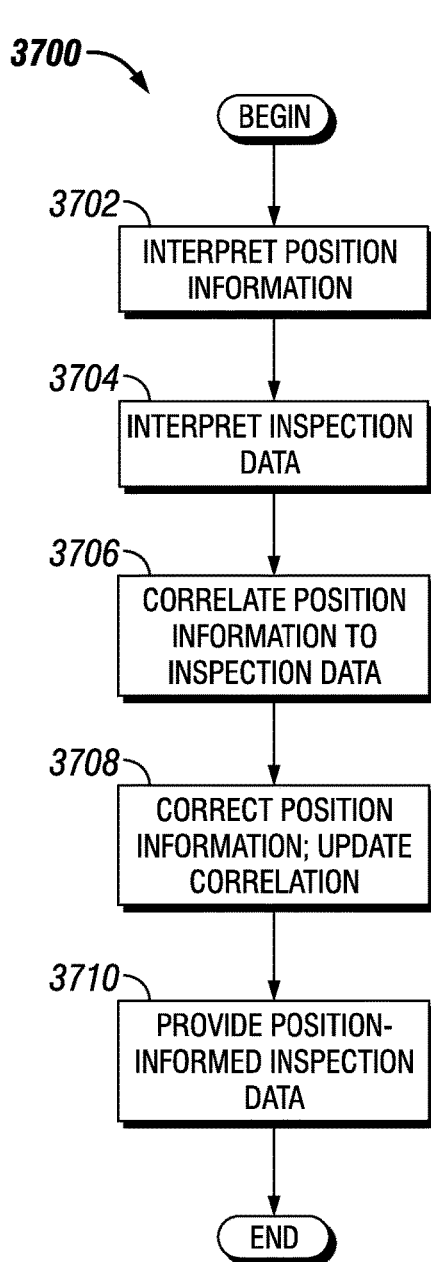 3700
BEGIN
3702
INTERPRET POSITION
INFORMATION
3704
INTERPRET INSPECTION
DATA
3706
CORRELATE POSITION
INFORMATION TO
INSPECTION DATA
3708
CORRECT POSITION
INFORMATION; UPDATE
CORRELATION
3710
PROVIDE POSITION-
INFORMED INSPECTION
DATA
END